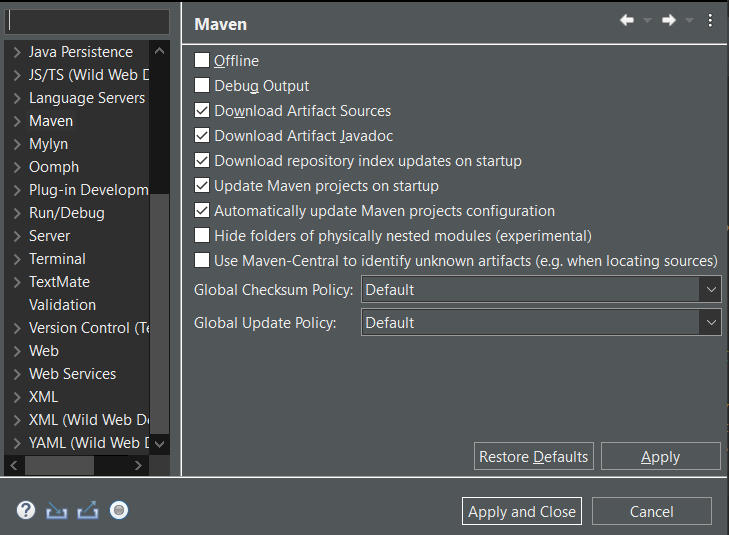 Maven
Java Persistence
JS/TS (Wild Web D
Language Servers
Maven
Mylyn
Oomph
Plug-in Developm
Run/Debug
Server
Terminal
TextMate
Validation
Version Control (Te
Web
Web Services
XML
XML (Wild Web De
YAML (Wild Web D
Offline
Debug Output
Download Artifact Sources
Download Artifact Javadoc
Download repository index updates on startup
Update Maven projects on startup
Automatically update Maven projects configuration
Hide folders of physically nested modules (experimental)
Use Maven-Central to identify unknown artifacts (e.g. when locating sources)
Global Checksum Policy: Default
Global Update Policy: Default
Restore Defaults Apply
Apply and Close Cancel